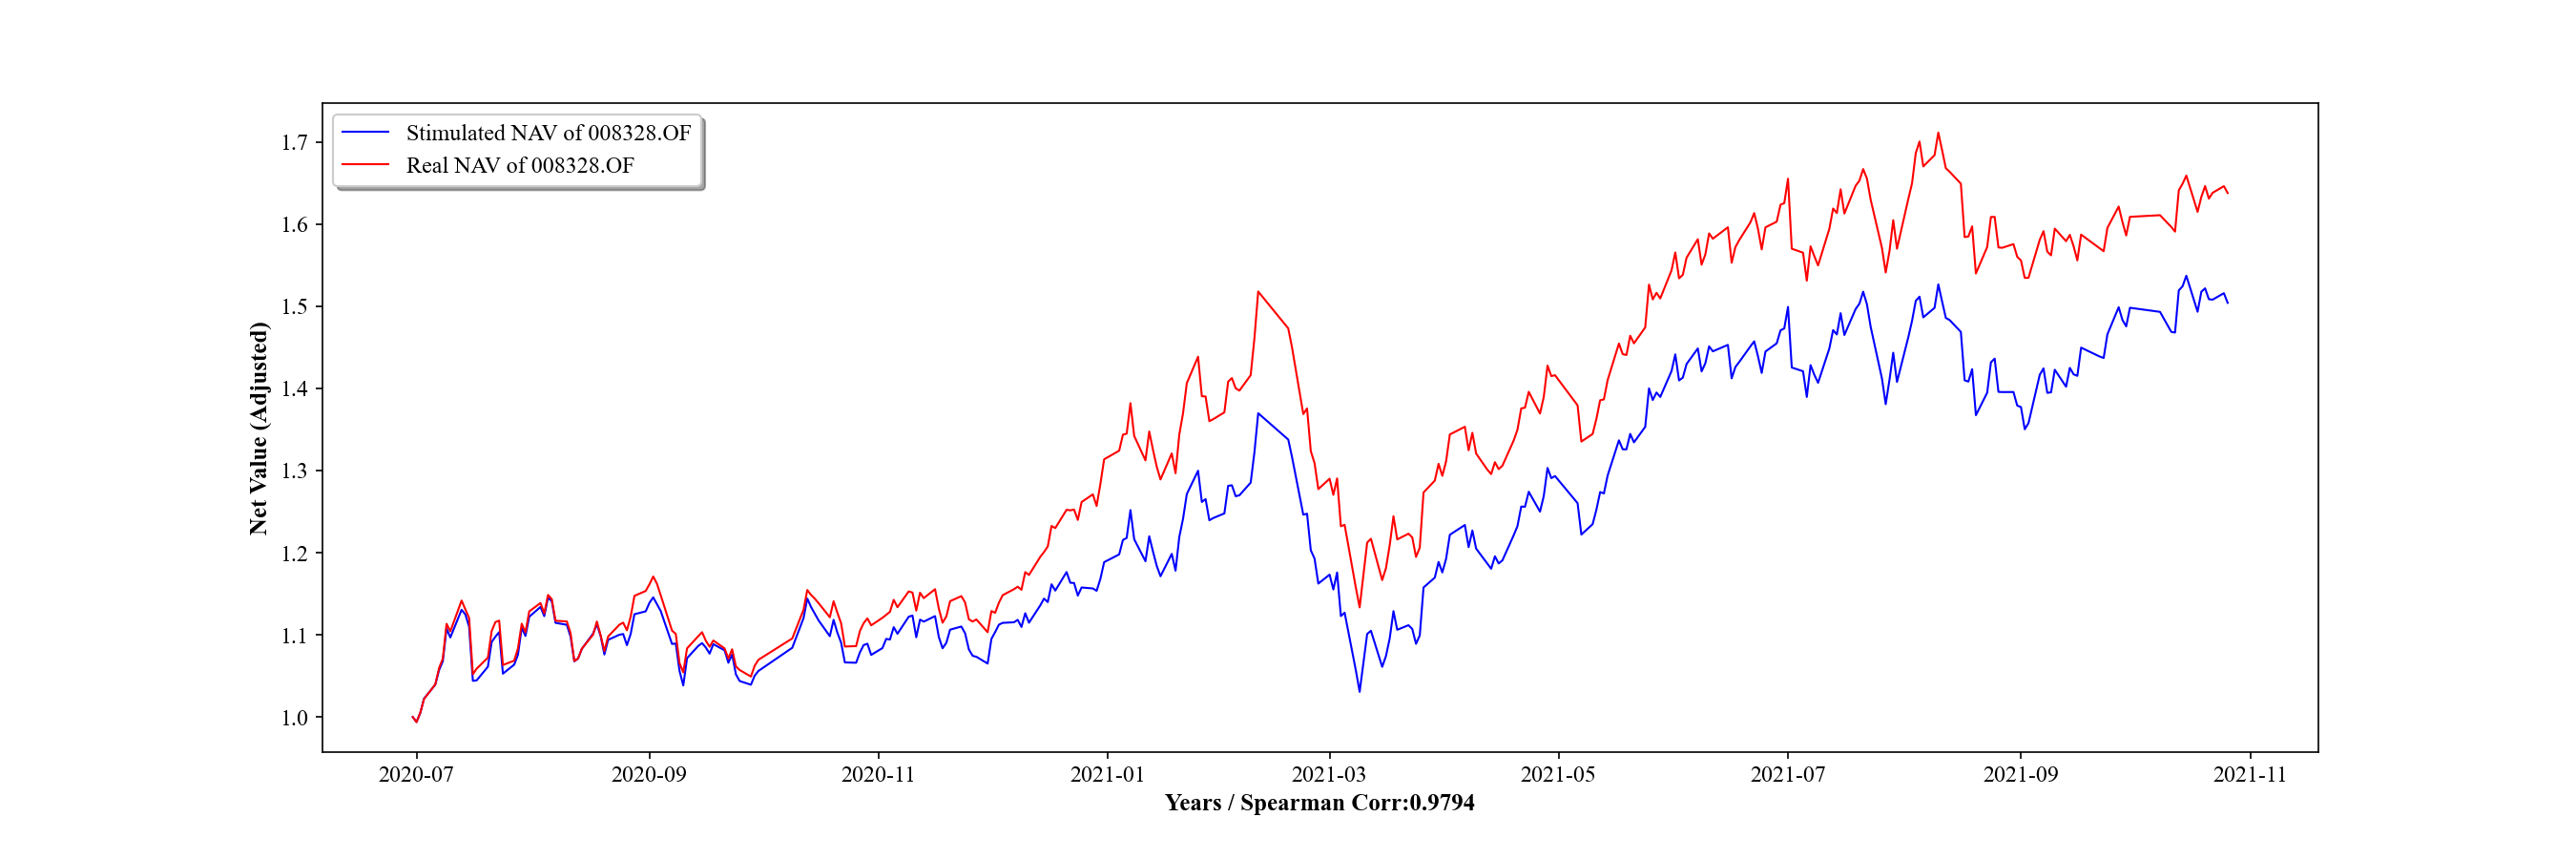 Stimulated NAV of 008328.OF
Real NAV of 008328.OF
1.7
1.6
1.5
1.4
1.3
1.2
1.1
1.0
Net Value (Adjusted)
2020-07 2020-09 2020-11 2021-01 2021-03 2021-05 2021-07 2021-09 2021-11
Years / Spearman Corr:0.9794